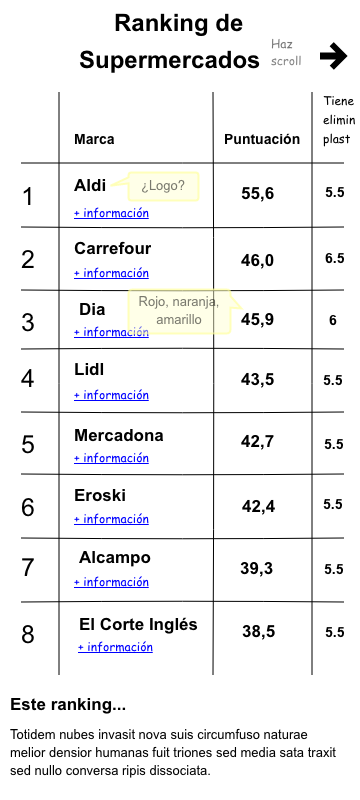 Ranking de
Supermercados
Haz
scroll
Tiene
elimin
plast
Marca
Puntuación
1
Aldi
¿Logo?
+ información
55,6
5.5
2
Carrefour
+ información
46,0
6.5
3
Dia
Rojo, naranja,
amarillo
+ información
45,9
6
4
Lidl
+ información
43,5
5.5
5
Mercadona
+ información
42,7
5.5
6
Eroski
+ información
42,4
5.5
7
Alcampo
+ información
39,3
5.5
8
El Corte Inglés
+ información
38,5
5.5
Este ranking...
Totidem nubes invasit nova suis circumfuso naturae
melior densior humanas fuit triones sed media sata traxit
sed nullo conversa ripis dissociata.